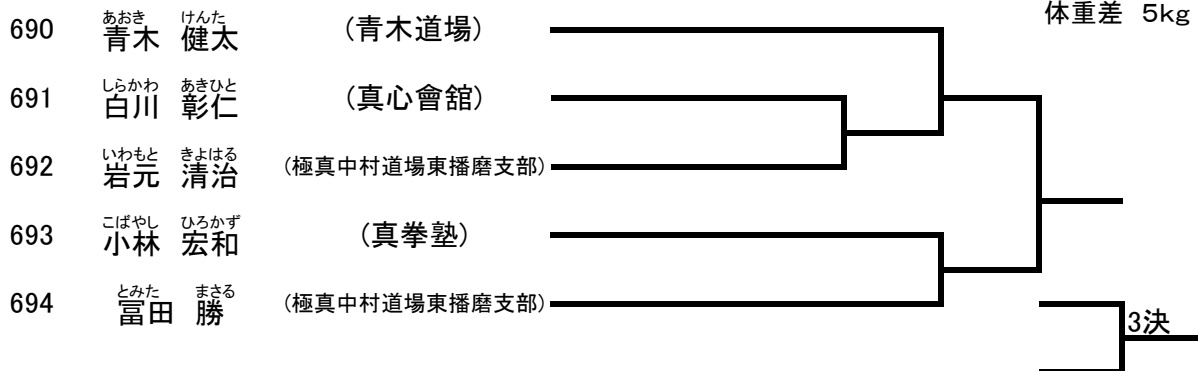 体重差 5kg
あおき けんた
690 青木 健太 (青木道場)
しらかわ あきひと
691 白川 彰仁 (真心會舘)
いわもと きよはる
692 岩元 清治 (極真中村道場東播磨支部)
こばやし ひろかず
693 小林 宏和 (真拳塾)
とみた まさる
694 冨田 勝 (極真中村道場東播磨支部)
3決